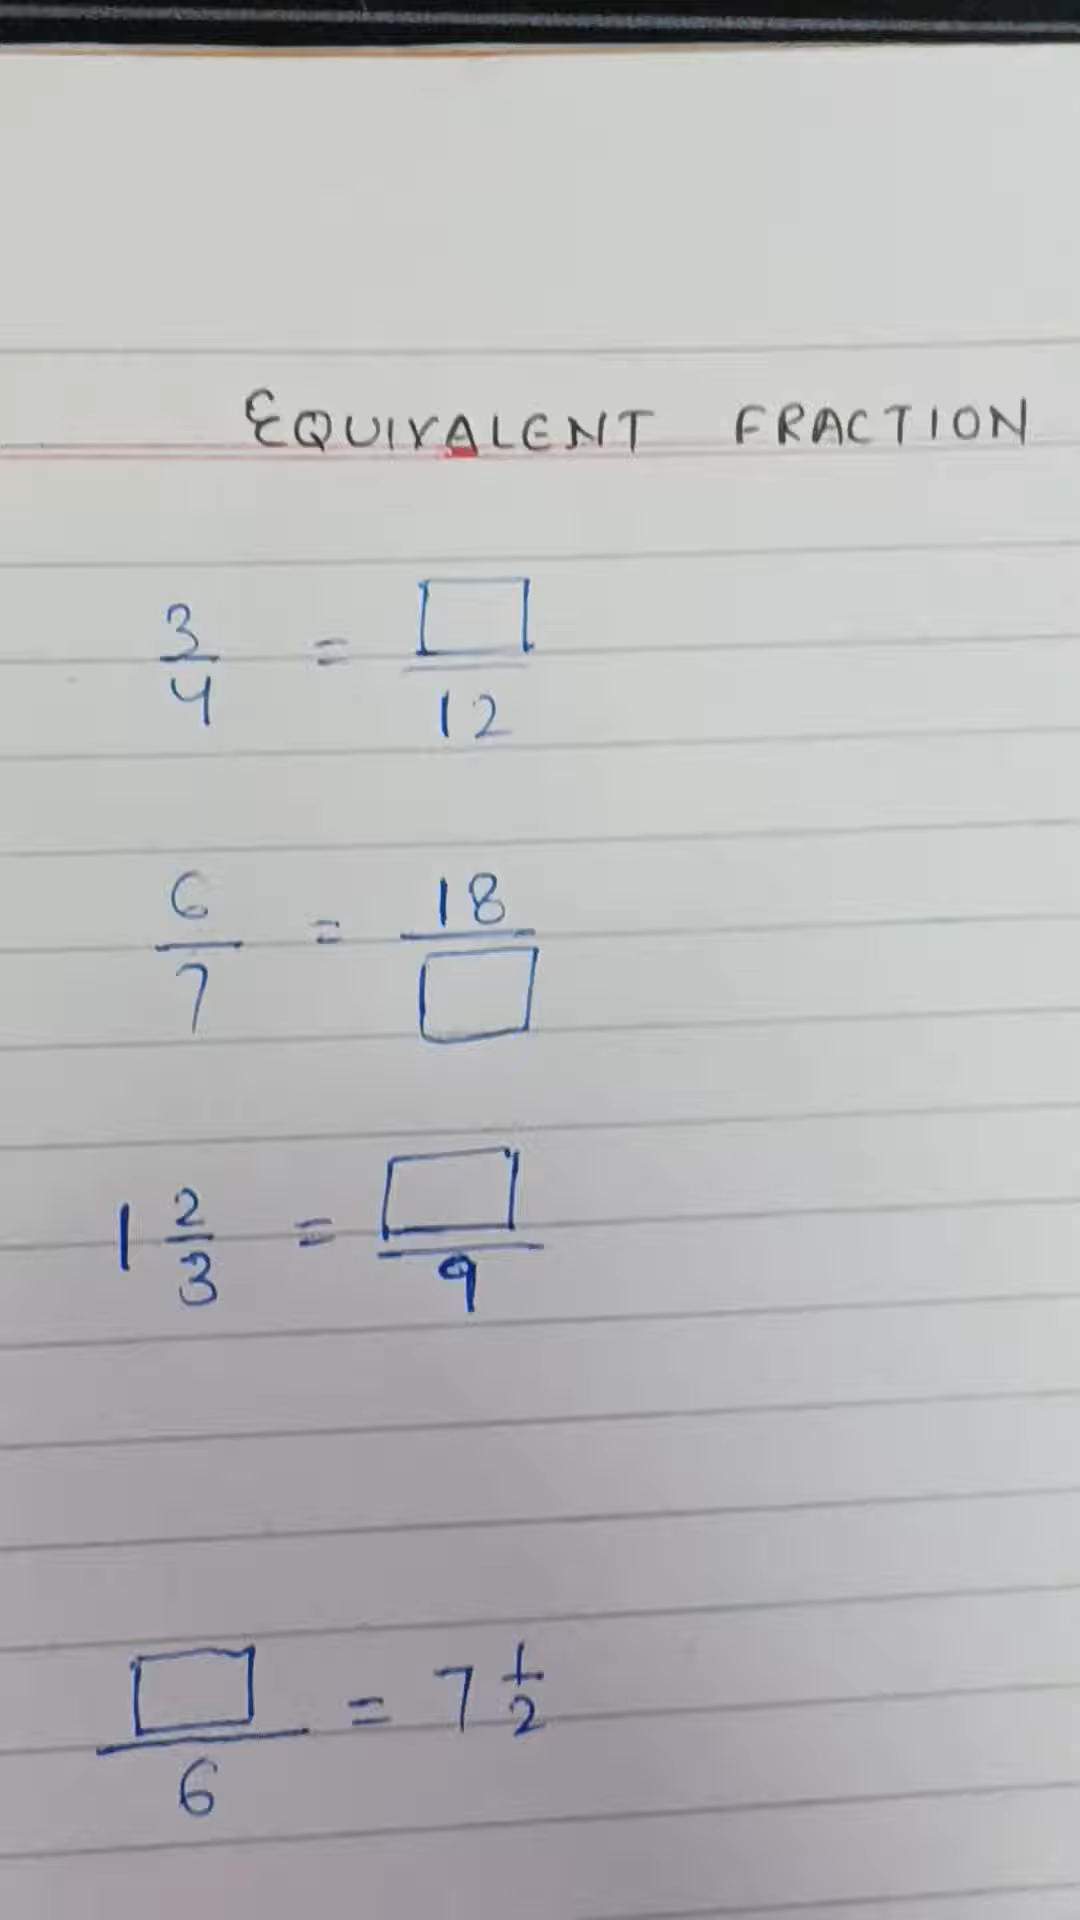 EQUIVALENT FRACTION
3/4 = □/12
6/7 = 18/□
1 2/3 = □/9
□/6 = 7 1/2